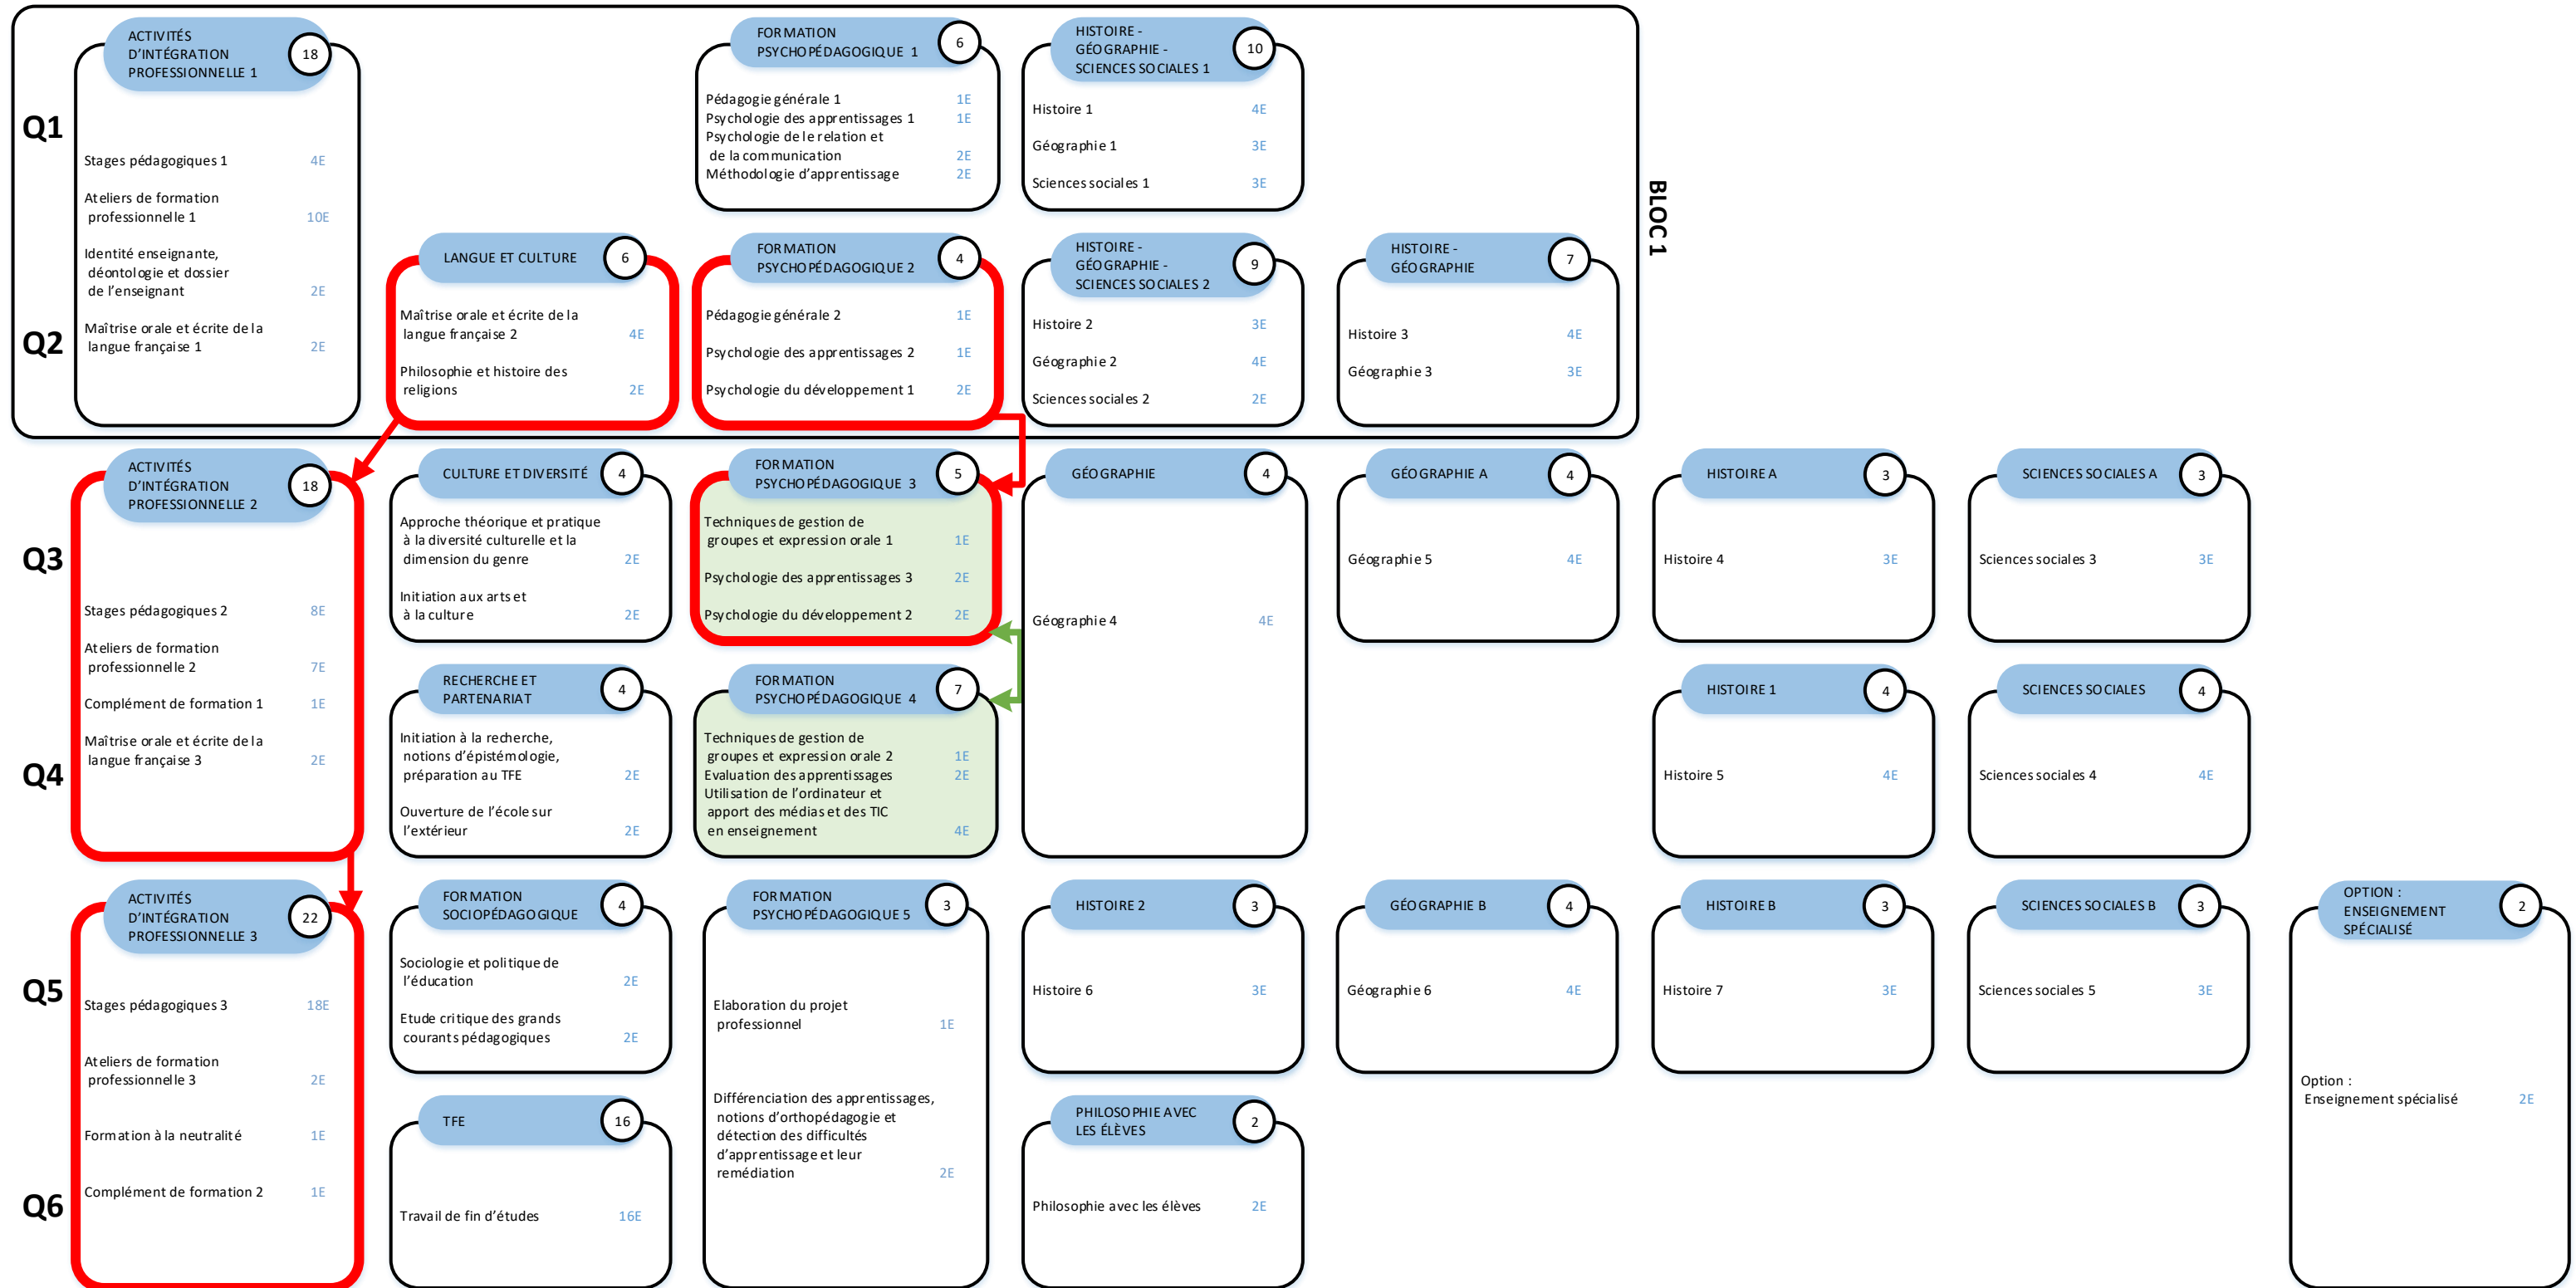 Q1
ACTIVITÉS
D'INTÉGRATION
PROFESSIONNELLE 1
18
Stages pédagogiques 1 4E
Ateliers de formation
professionnelle 1 10E
Identité enseignante,
déontologie et dossier
de l'enseignant 2E
Maîtrise orale et écrite de la
langue française 1 2E
FORMATION
PSYCHOPÉDAGOGIQUE 1
6
Pédagogie générale 1 1E
Psychologie des apprentissages 1 1E
Psychologie de le relation et
de la communication 2E
Méthodologie d'apprentissage 2E
HISTOIRE -
GÉOGRAPHIE -
SCIENCES SOCIALES 1
10
Histoire 1 4E
Géographie 1 3E
Sciences sociales 1 3E
BLOC 1
Q2
LANGUE ET CULTURE
6
Maîtrise orale et écrite de la
langue française 2 4E
Philosophie et histoire des
religions 2E
FORMATION
PSYCHOPÉDAGOGIQUE 2
4
Pédagogie générale 2 1E
Psychologie des apprentissages 2 1E
Psychologie du développement 1 2E
HISTOIRE -
GÉOGRAPHIE -
SCIENCES SOCIALES 2
9
Histoire 2 3E
Géographie 2 4E
Sciences sociales 2 2E
HISTOIRE -
GÉOGRAPHIE
7
Histoire 3 4E
Géographie 3 3E
Q3
ACTIVITÉS
D'INTÉGRATION
PROFESSIONNELLE 2
18
Stages pédagogiques 2 8E
Ateliers de formation
professionnelle 2 7E
Complément de formation 1 1E
Maîtrise orale et écrite de la
langue française 3 2E
CULTURE ET DIVERSITÉ
4
Approche théorique et pratique
à la diversité culturelle et la
dimension du genre 2E
Initiation aux arts et
à la culture 2E
FORMATION
PSYCHOPÉDAGOGIQUE 3
5
Techniques de gestion de
groupes et expression orale 1 1E
Psychologie des apprentissages 3 2E
Psychologie du développement 2 2E
GÉOGRAPHIE
4
Géographie 4 4E
GÉOGRAPHIE A
4
Géographie 5 4E
HISTOIRE A
3
Histoire 4 3E
SCIENCES SOCIALES A
3
Sciences sociales 3 3E
Q4
RECHERCHE ET
PARTENARIAT
4
Initiation à la recherche,
notions d'épistémologie,
préparation au TFE 2E
Ouverture de l'école sur
l'extérieur 2E
FORMATION
PSYCHOPÉDAGOGIQUE 4
7
Techniques de gestion de
groupes et expression orale 2 1E
Evaluation des apprentissages 2E
Utilisation de l'ordinateur et
apport des médias et des TIC
en enseignement 4E
HISTOIRE 1
4
Histoire 5 4E
SCIENCES SOCIALES
4
Sciences sociales 4 4E
Q5
ACTIVITÉS
D'INTÉGRATION
PROFESSIONNELLE 3
22
Stages pédagogiques 3 18E
Ateliers de formation
professionnelle 3 2E
Formation à la neutralité 1E
Complément de formation 2 1E
FORMATION
SOCIOPÉDAGOGIQUE
4
Sociologie et politique de
l'éducation 2E
Etude critique des grands
courants pédagogiques 2E
FORMATION
PSYCHOPÉDAGOGIQUE 5
3
Elaboration du projet
professionnel 1E
Différenciation des apprentissages,
notions d'orthopédagogie et
détection des difficultés
d'apprentissage et leur
remédiation 2E
HISTOIRE 2
3
Histoire 6 3E
GÉOGRAPHIE B
4
Géographie 6 4E
HISTOIRE B
3
Histoire 7 3E
SCIENCES SOCIALES B
3
Sciences sociales 5 3E
OPTION :
ENSEIGNEMENT
SPÉCIALISÉ
2
Option :
Enseignement spécialisé 2E
Q6
TFE
16
Travail de fin d'études 16E
PHILOSOPHIE AVEC
LES ÉLÈVES
2
Philosophie avec les élèves 2E